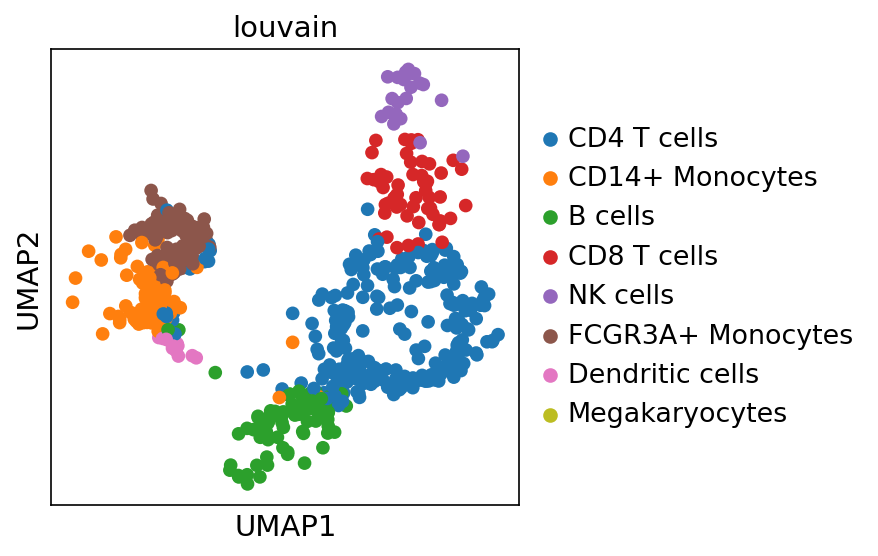 louvain
UMAP2
UMAP1
CD4 T cells
CD14+ Monocytes
B cells
CD8 T cells
NK cells
FCGR3A+ Monocytes
Dendritic cells
Megakaryocytes